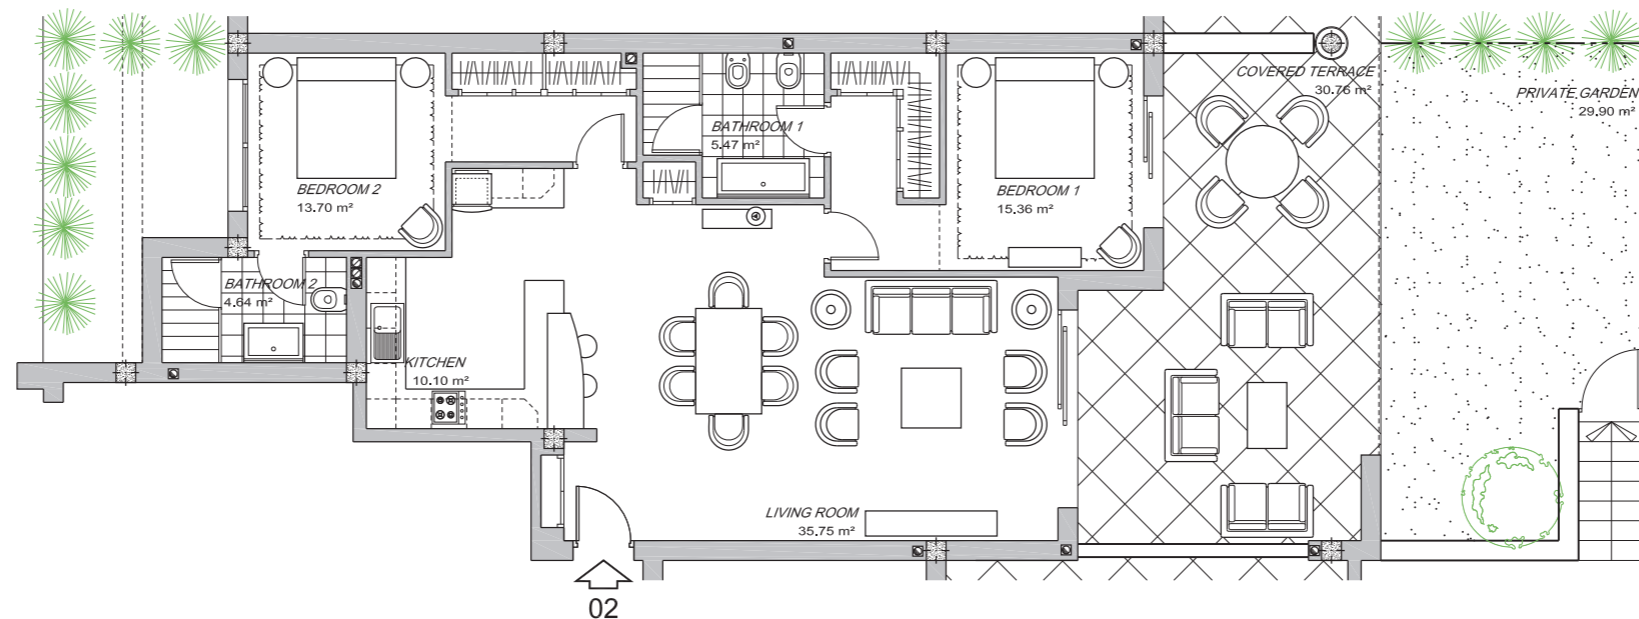 COVERED TERRACE
30.76 m²
PRIVATE GARDEN
29.90 m²
BATHROOM 1
5.47 m²
BEDROOM 2
13.70 m²
BEDROOM 1
15.36 m²
BATHROOM 2
4.64 m²
KITCHEN
10.10 m²
LIVING ROOM
35.75 m²
02